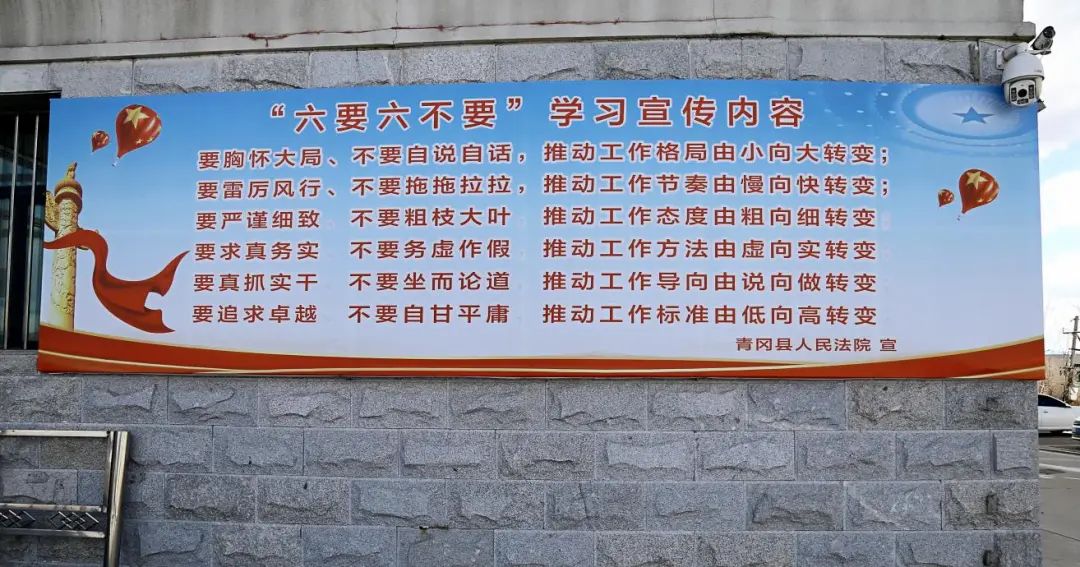 “六要六不要”学习宣传内容
要胸怀大局、不要自说自话，推动工作格局由小向大转变；
要雷厉风行、不要拖拖拉拉，推动工作节奏由慢向快转变；
要严谨细致 不要粗枝大叶 推动工作态度由粗向细转变
要求真务实 不要务虚作假 推动工作方法由虚向实转变
要真抓实干 不要坐而论道 推动工作导向由说向做转变
要追求卓越 不要自甘平庸 推动工作标准由低向高转变
青冈县人民法院 宣